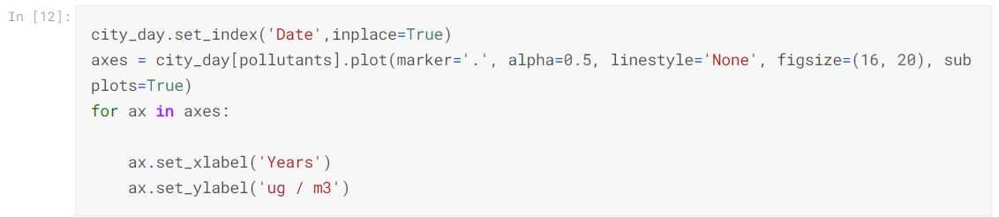 In [12]:
city_day.set_index('Date',inplace=True)
axes = city_day[pollutants].plot(marker='.', alpha=0.5, linestyle='None', figsize=(16, 20), sub
plots=True)
for ax in axes:
    ax.set_xlabel('Years')
    ax.set_ylabel('ug / m3')